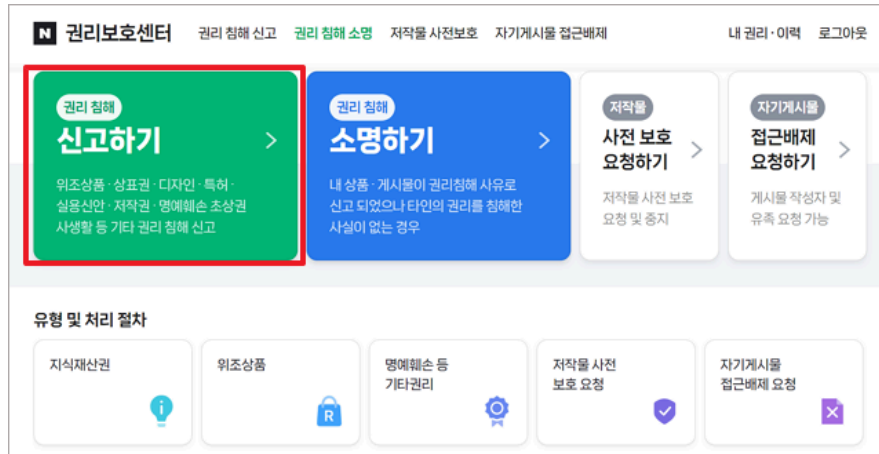 N 권리보호센터 권리 침해 신고 권리 침해 소명 저작물 사전보호 자기게시물 접근배제 내 권리·이력 로그아웃
권리 침해
신고하기
위조상품·상표권·디자인·특허·
실용신안·저작권·명예훼손 초상권
사생활 등 기타 권리 침해 신고
권리 침해
소명하기
내 상품·게시물이 권리침해 사유로
신고 되었으나 타인의 권리를 침해한
사실이 없는 경우
저작물
사전 보호
요청하기
저작물 사전 보호
요청 및 중지
자기게시물
접근배제
요청하기
게시물 작성자 및
유족 요청 가능
유형 및 처리 절차
지식재산권
위조상품
R
명예훼손 등
기타권리
저작물 사전
보호 요청
자기게시물
접근배제 요청